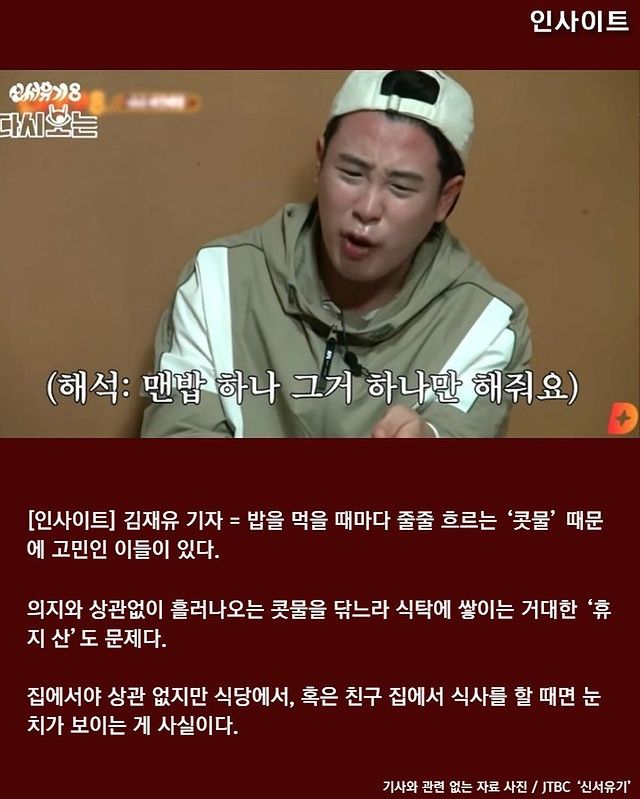 인사이트
신서유기8
다시보는
(해석: 맨밥 하나 그거 하나만 해줘요)
[인사이트] 김재유 기자 = 밥을 먹을 때마다 줄줄 흐르는 ‘콧물’ 때문
에 고민인 이들이 있다.
의지와 상관없이 흘러나오는 콧물을 닦느라 식탁에 쌓이는 거대한 ‘휴
지 산’도 문제다.
집에서야 상관 없지만 식당에서, 혹은 친구 집에서 식사를 할 때면 눈
치가 보이는 게 사실이다.
기사와 관련 없는 자료 사진 / JTBC ‘신서유기’